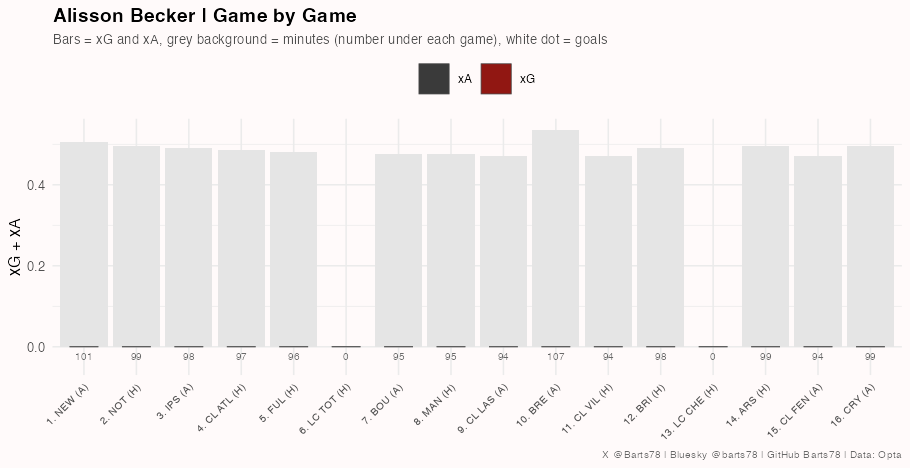 Alisson Becker | Game by Game
Bars = xG and xA, grey background = minutes (number under each game), white dot = goals
xA xG
xG + xA
0.4
0.2
0.0
101 99 98 97 96 0 95 95 94 107 94 98 0 99 94 99
1. NEW (A)
2. NOT (H)
3. IPS (A)
4. CL ATL (H)
5. FUL (H)
6. LC TOT (H)
7. BOU (A)
8. MAN (H)
9. CL LAS (A)
10. BRE (A)
11. CL VIL (H)
12. BRI (H)
13. LC CHE (H)
14. ARS (H)
15. CL FEN (A)
16. CRY (A)
X @Barts78 | Bluesky @barts78 | GitHub Barts78 | Data: Opta